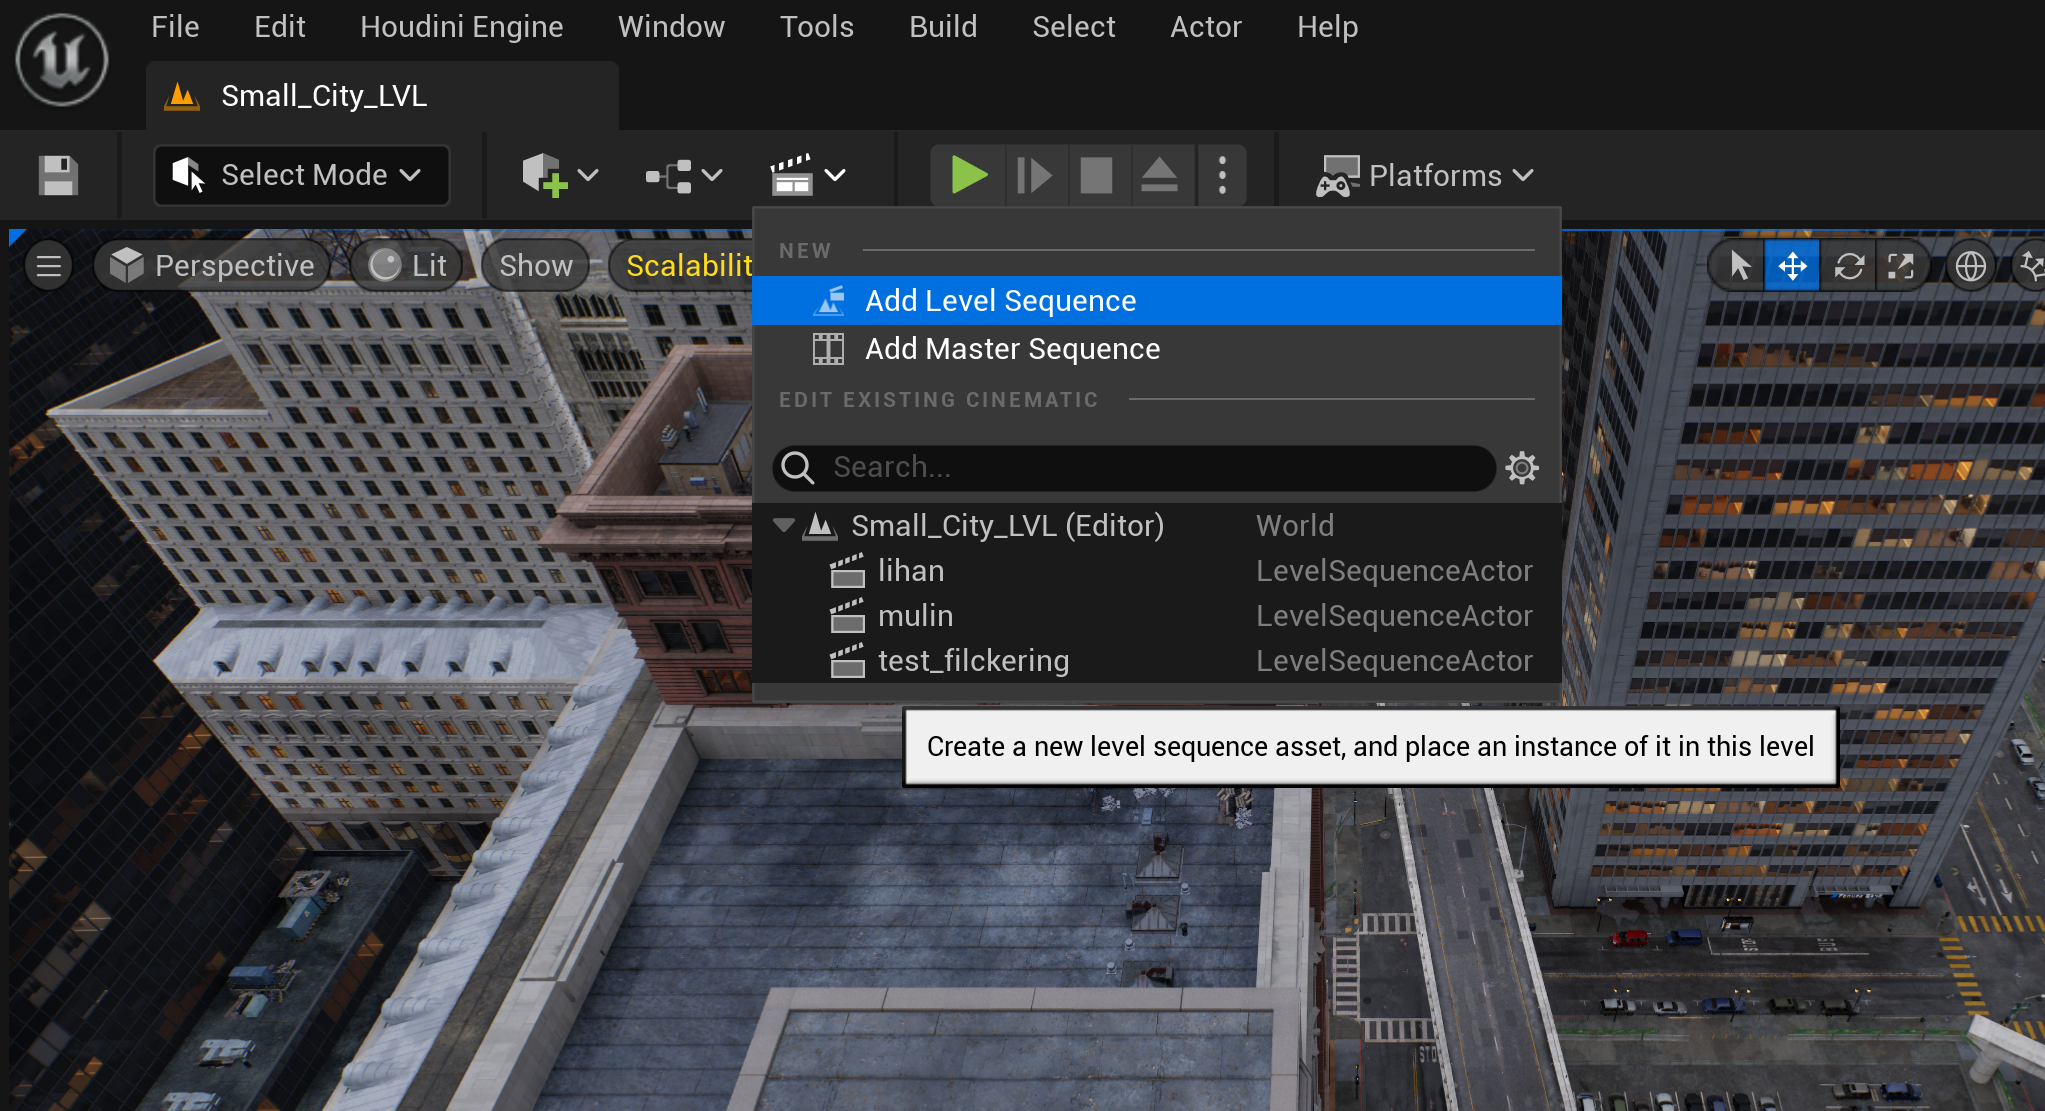 File Edit Houdini Engine Window Tools Build Select Actor Help
Small_City_LVL
Select Mode
Platforms
Perspective Lit Show Scalabilit
NEW
Add Level Sequence
Add Master Sequence
EDIT EXISTING CINEMATIC
Search...
Small_City_LVL (Editor) World
lihan LevelSequenceActor
mulin LevelSequenceActor
test_filckering LevelSequenceActor
Create a new level sequence asset, and place an instance of it in this level